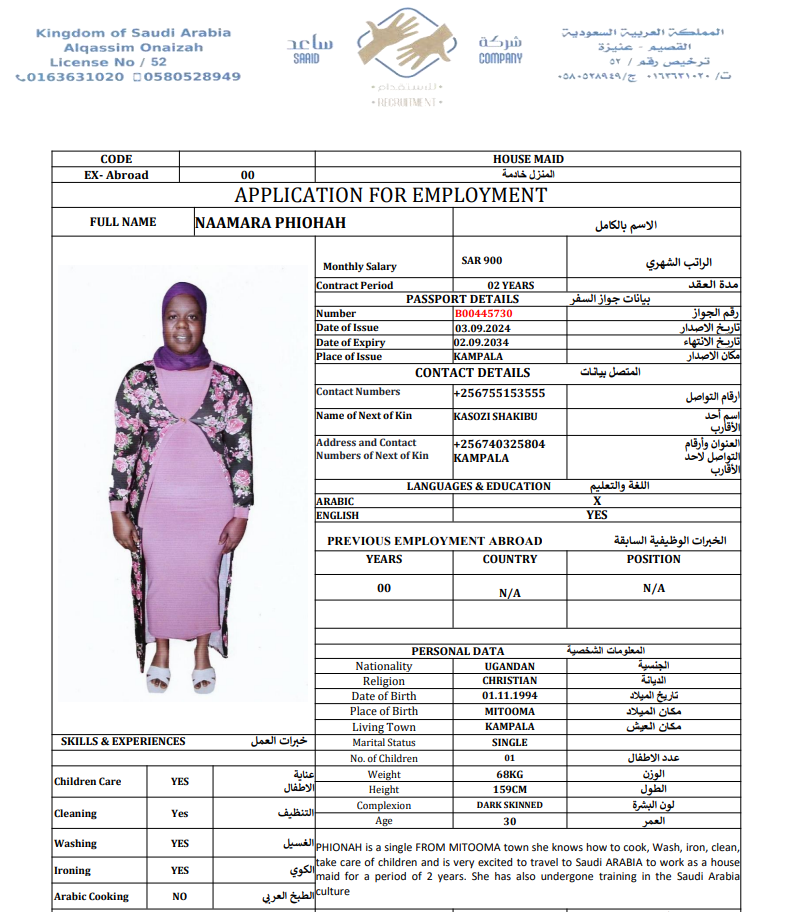 Kingdom of Saudi Arabia
Alqassim Onaizah
License No / 52
0163631020 0580528949
ساعد
SAAID
شركة
COMPANY
للاستقدام
• RECRUITMENT •
المملكة العربية السعودية
القصيم - عنيزة
ترخيص رقم / ٥٢
ت/ ٠١٦٣٦٣١٠٢٠ ج/٠٥٨٠٥٢٨٩٤٩
CODE HOUSE MAID
EX- Abroad 00 المنزل خادمة
APPLICATION FOR EMPLOYMENT
FULL NAME NAAMARA PHIOHAH الاسم بالكامل
Monthly Salary SAR 900 الراتب الشهري
Contract Period 02 YEARS مدة العقد
PASSPORT DETAILS بيانات جواز السفر
Number B00445730 رقم الجواز
Date of Issue 03.09.2024 تاريخ الاصدار
Date of Expiry 02.09.2034 تاريخ الانتهاء
Place of Issue KAMPALA مكان الاصدار
CONTACT DETAILS المتصل بيانات
Contact Numbers +256755153555 ارقام التواصل
Name of Next of Kin KASOZI SHAKIBU اسم أحد
الأقارب
Address and Contact +256740325804 العنوان وأرقام
Numbers of Next of Kin KAMPALA التواصل لاحد
الأقارب
LANGUAGES & EDUCATION اللغة والتعليم
ARABIC X
ENGLISH YES
PREVIOUS EMPLOYMENT ABROAD الخبرات الوظيفية السابقة
YEARS COUNTRY POSITION
00 N/A N/A
PERSONAL DATA المعلومات الشخصية
Nationality UGANDAN الجنسية
Religion CHRISTIAN الديانة
Date of Birth 01.11.1994 تاريخ الميلاد
Place of Birth MITOOMA مكان الميلاد
Living Town KAMPALA مكان العيش
Marital Status SINGLE
No. of Children 01 عدد الاطفال
Weight 68KG الوزن
Height 159CM الطول
Complexion DARK SKINNED لون البشرة
Age 30 العمر
SKILLS & EXPERIENCES خبرات العمل
Children Care YES عناية
الاطفال
Cleaning Yes التنظيف
Washing YES الغسيل
Ironing YES الكوي
Arabic Cooking NO الطبخ العربي
PHIONAH is a single FROM MITOOMA town she knows how to cook, Wash, iron, clean,
take care of children and is very excited to travel to Saudi ARABIA to work as a house
maid for a period of 2 years. She has also undergone training in the Saudi Arabia
culture